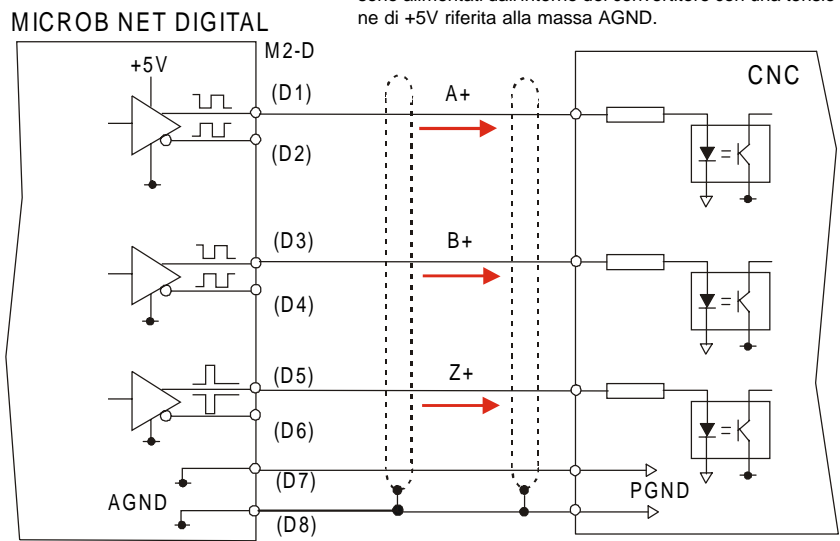 ne di +5V riferita alla massa AGND.
MICROB NET DIGITAL
M2-D
+5V
CNC
(D1)
A+
(D2)
(D3)
B+
(D4)
(D5)
Z+
(D6)
(D7)
AGND
PGND
(D8)